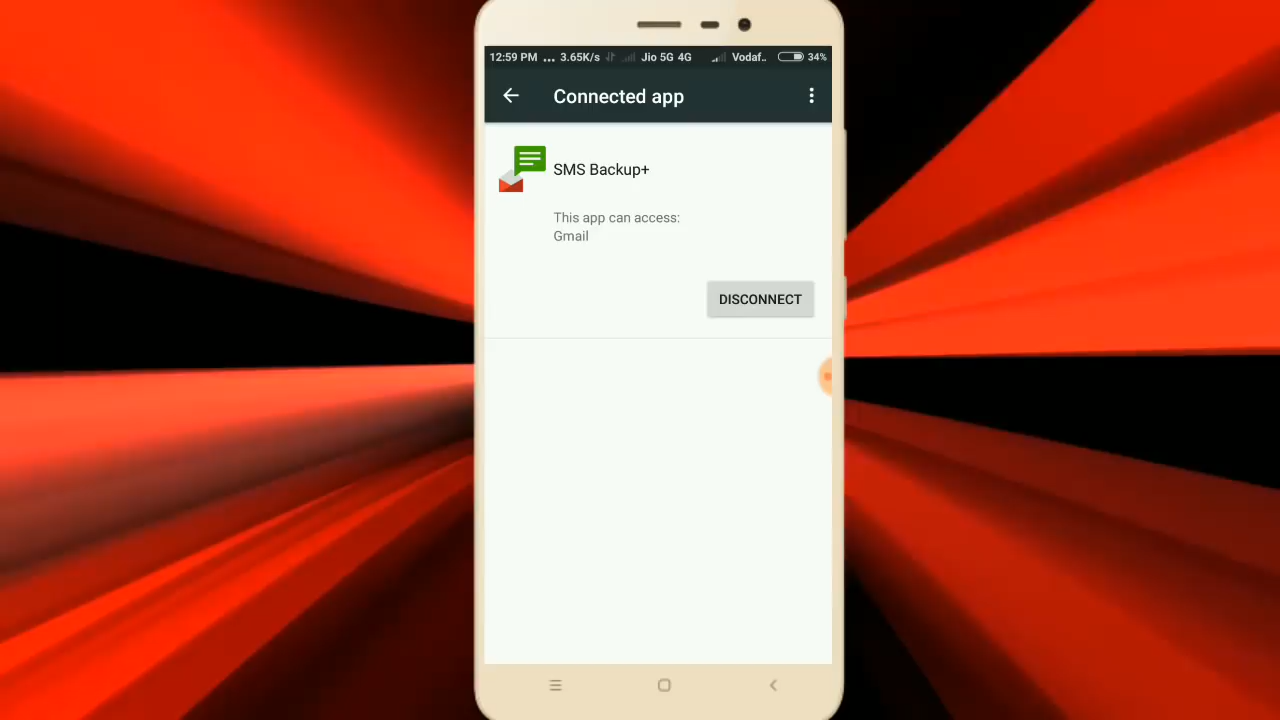 12:59 PM ... 3.65K/s Jio 5G 4G Vodaf.. 34%
Connected app
SMS Backup+
This app can access:
Gmail
DISCONNECT